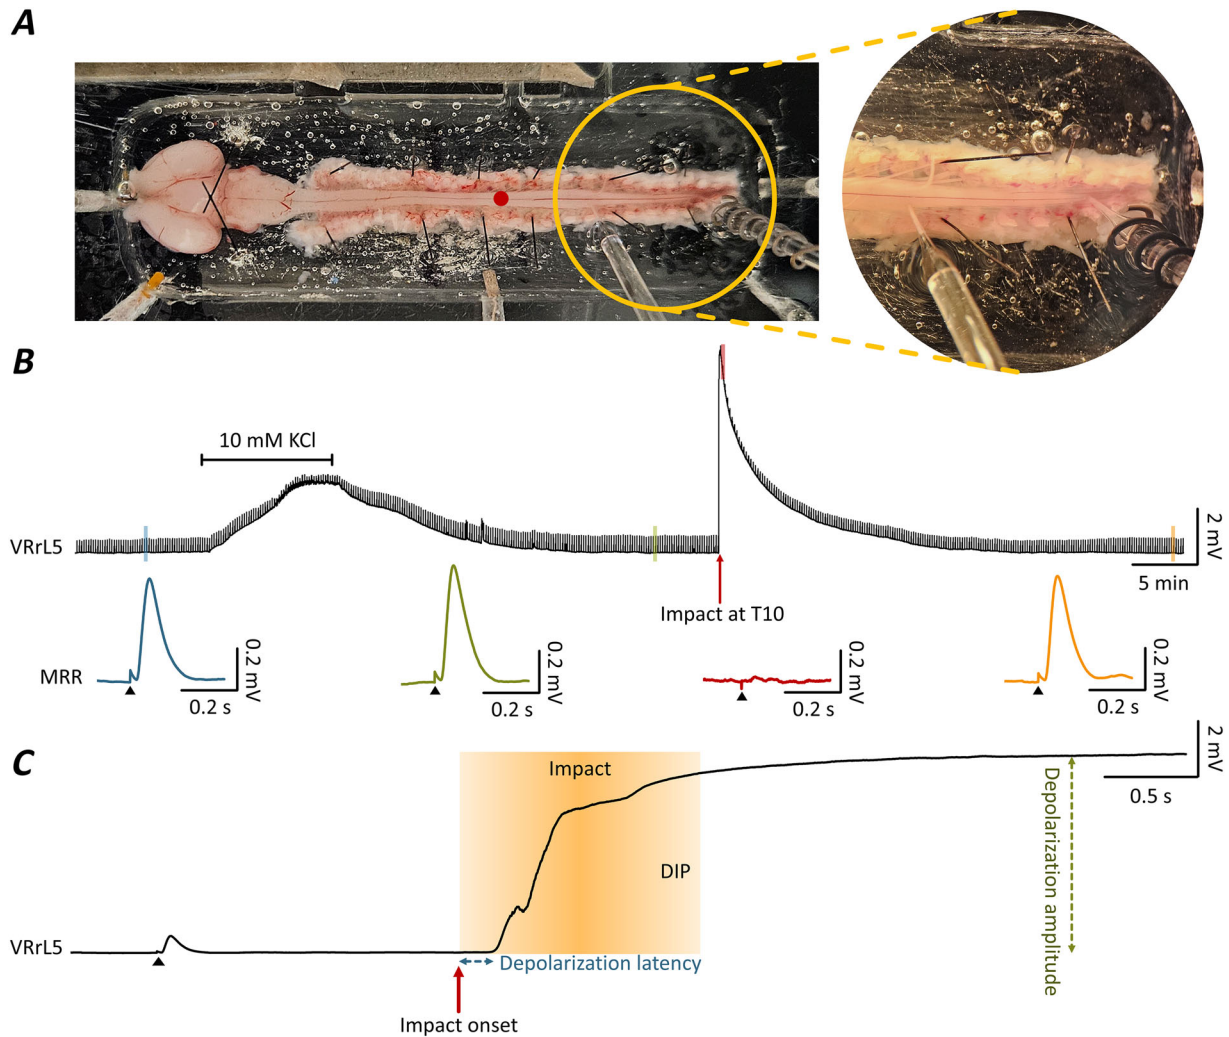 A
B
10 mM KCl
VRrL5
2 mV
5 min
Impact at T10
MRR
0.2 mV
0.2 s
0.2 mV
0.2 s
0.2 mV
0.2 s
0.2 mV
0.2 s
C
2 mV
0.5 s
Impact
DIP
Depolarization amplitude
VRrL5
Depolarization latency
Impact onset